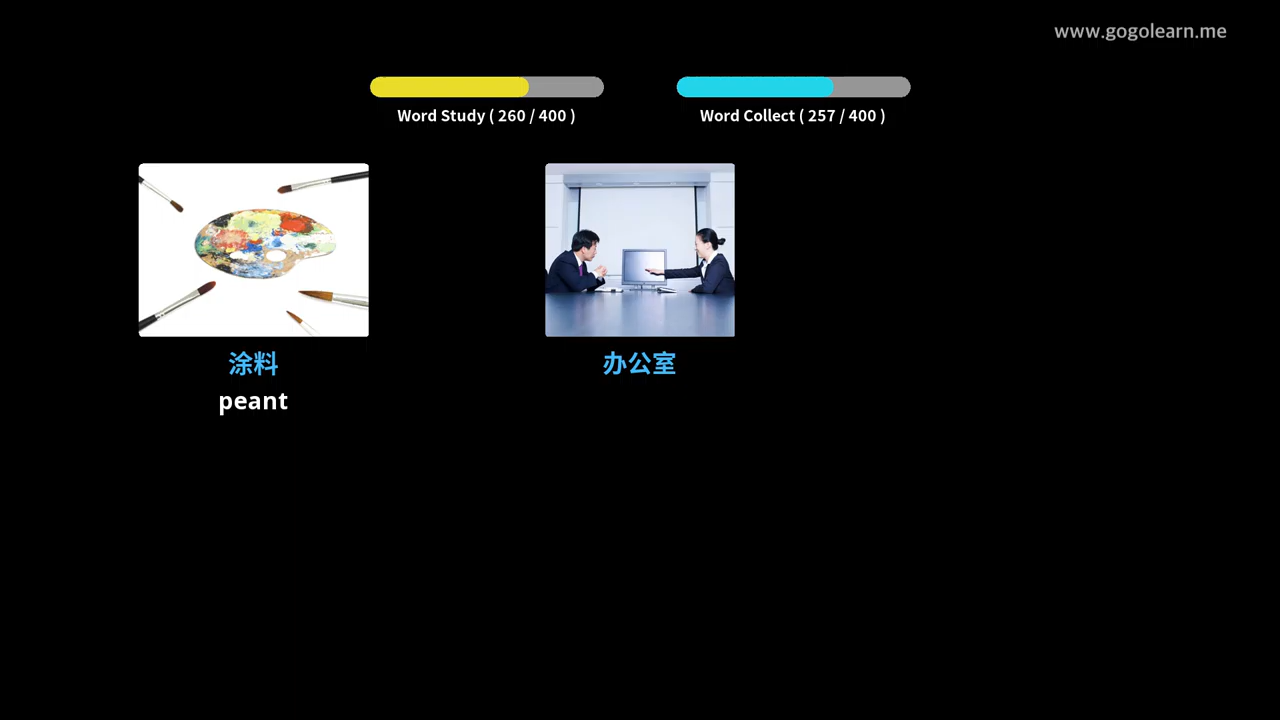 www.gogolearn.me
Word Study ( 260 / 400 )
Word Collect ( 257 / 400 )
涂料
办公室
peant